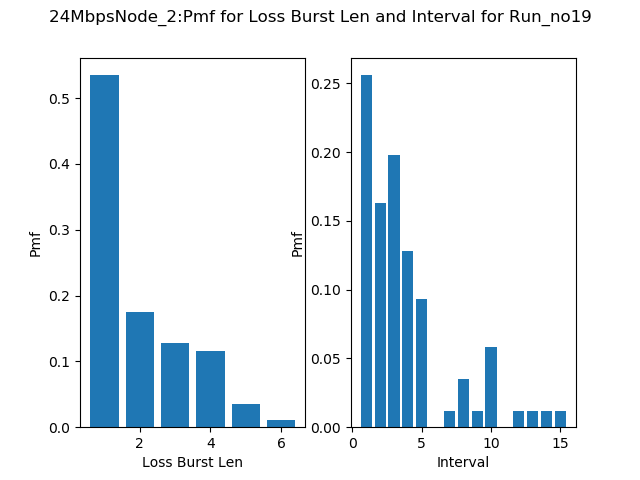 24MbpsNode_2:Pmf for Loss Burst Len and Interval for Run_no19
Pmf
0.5
0.4
0.3
0.2
0.1
0.0
2 4 6
Loss Burst Len
Pmf
0.25
0.20
0.15
0.10
0.05
0.00
0 5 10 15
Interval